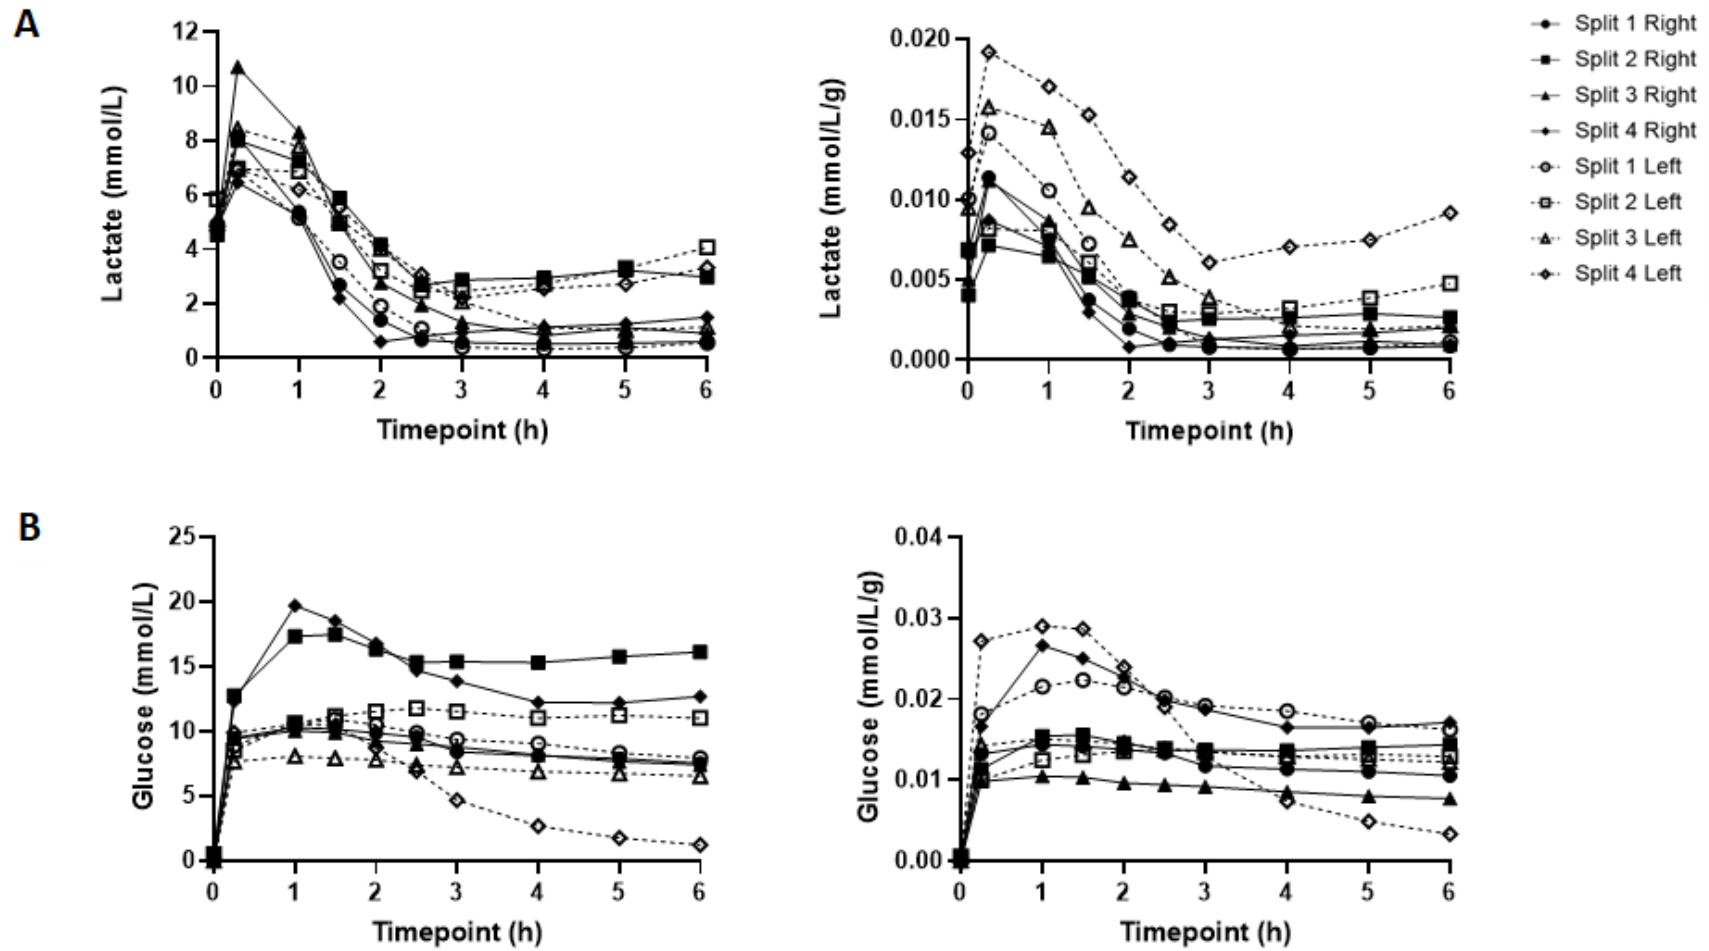 A
Lactate (mmol/L)
12
10
8
6
4
2
0
0 1 2 3 4 5 6
Timepoint (h)
Lactate (mmol/L/g)
0.020
0.015
0.010
0.005
0.000
0 1 2 3 4 5 6
Timepoint (h)
Split 1 Right
Split 2 Right
Split 3 Right
Split 4 Right
Split 1 Left
Split 2 Left
Split 3 Left
Split 4 Left
B
Glucose (mmol/L)
25
20
15
10
5
0
0 1 2 3 4 5 6
Timepoint (h)
Glucose (mmol/L/g)
0.04
0.03
0.02
0.01
0.00
0 1 2 3 4 5 6
Timepoint (h)